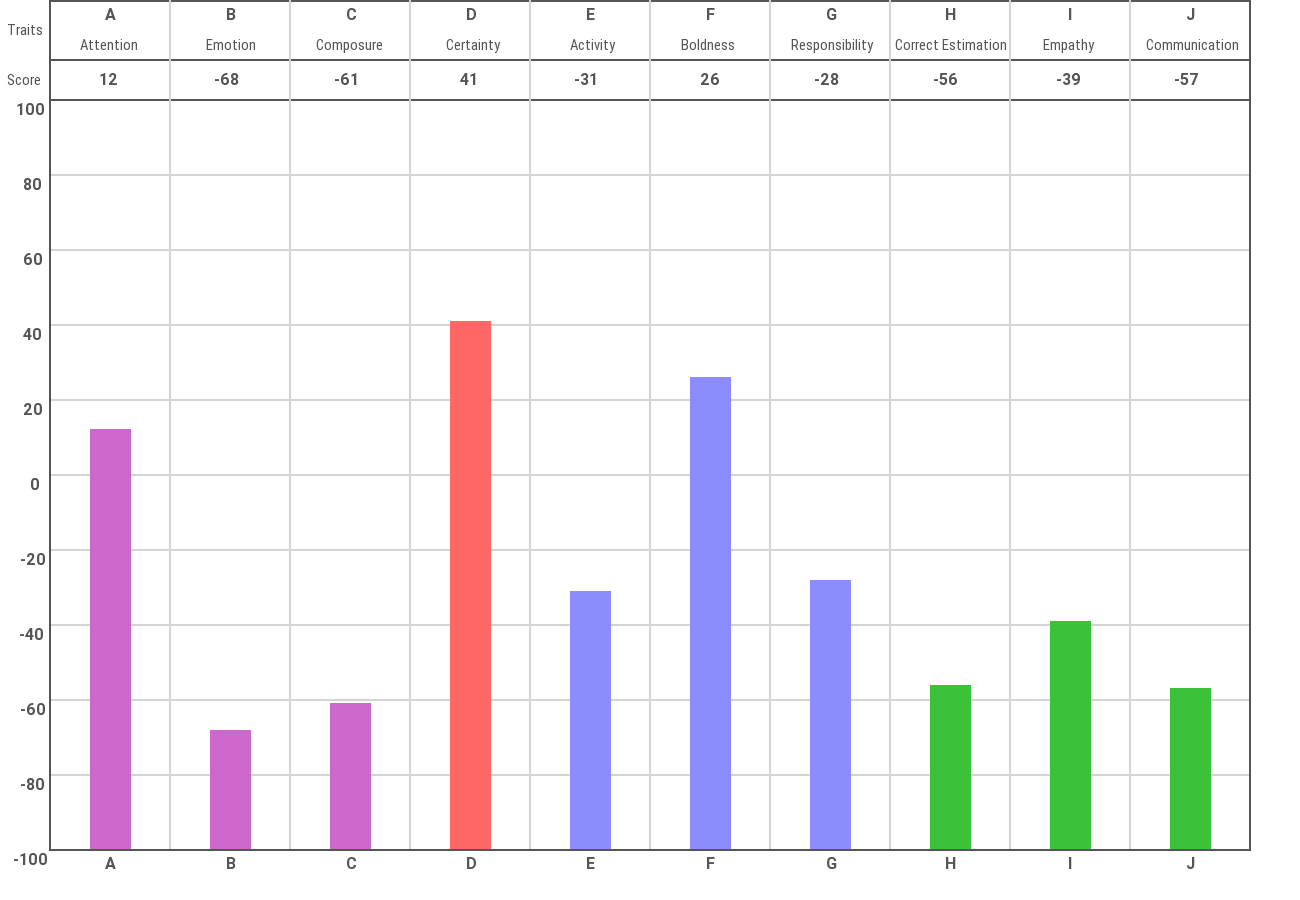 A B C D E F G H I J
Traits
Attention Emotion Composure Certainty Activity Boldness Responsibility Correct Estimation Empathy Communication
Score 12 -68 -61 41 -31 26 -28 -56 -39 -57
100
80
60
40
20
0
-20
-40
-60
-80
-100
A B C D E F G H I J